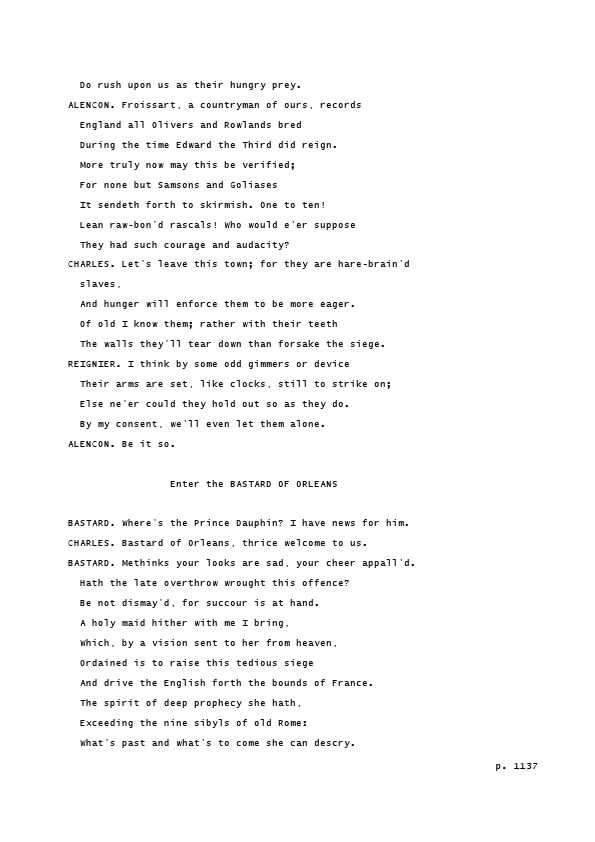 Do rush upon us as their hungry prey.
ALENCON. Froissart, a countryman of ours, records
England all Olivers and Rowlands bred
During the time Edward the Third did reign.
More truly now may this be verified;
For none but Samsons and Goliases
It sendeth forth to skirmish. One to ten!
Lean raw-bon'd rascals! Who would e'er suppose
They had such courage and audacity?
CHARLES. Let's leave this town; for they are hare-brain'd
slaves,
And hunger will enforce them to be more eager.
Of old I know them; rather with their teeth
The walls they'll tear down than forsake the siege.
REIGNIER. I think by some odd gimmers or device
Their arms are set, like clocks, still to strike on;
Else ne'er could they hold out so as they do.
By my consent, we'll even let them alone.
ALENCON. Be it so.
Enter the BASTARD OF ORLEANS
BASTARD. Where's the Prince Dauphin? I have news for him.
CHARLES. Bastard of Orleans, thrice welcome to us.
BASTARD. Methinks your looks are sad, your cheer appall'd.
Hath the late overthrow wrought this offence?
Be not dismay'd, for succour is at hand.
A holy maid hither with me I bring,
Which, by a vision sent to her from heaven,
Ordained is to raise this tedious siege
And drive the English forth the bounds of France.
The spirit of deep prophecy she hath,
Exceeding the nine sibyls of old Rome:
What's past and what's to come she can descry.
p. 1137